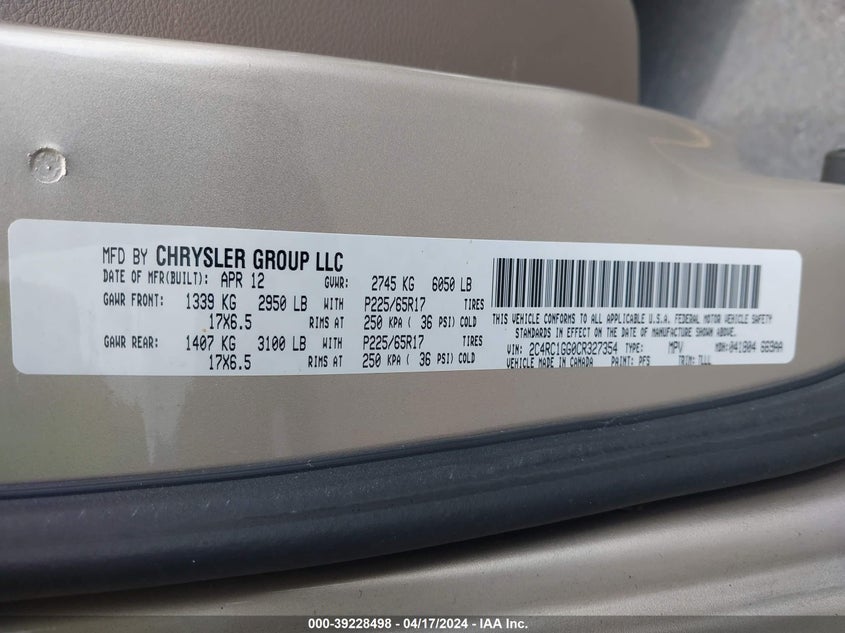 MFD BY CHRYSLER GROUP LLC
DATE OF MFR(BUILT): APR 12 GVWR: 2745 KG 6050 LB
GAWR FRONT: 1339 KG 2950 LB WITH P225/65R17 TIRES
17X6.5 RIMS AT 250 KPA ( 36 PSI) COLD
GAWR REAR: 1407 KG 3100 LB WITH P225/65R17 TIRES
17X6.5 RIMS AT 250 KPA ( 36 PSI) COLD
THIS VEHICLE CONFORMS TO ALL APPLICABLE U.S.A. FEDERAL MOTOR VEHICLE SAFETY
STANDARDS IN EFFECT ON THE DATE OF MANUFACTURE SHOWN ABOVE.
VIN: 2C4RC1GG0CR327354 TYPE: MPV MDH:041804 669AA
VEHICLE MADE IN CANADA PAINT: PFS TRIM:
000-39228498 - 04/17/2024 - IAA Inc.